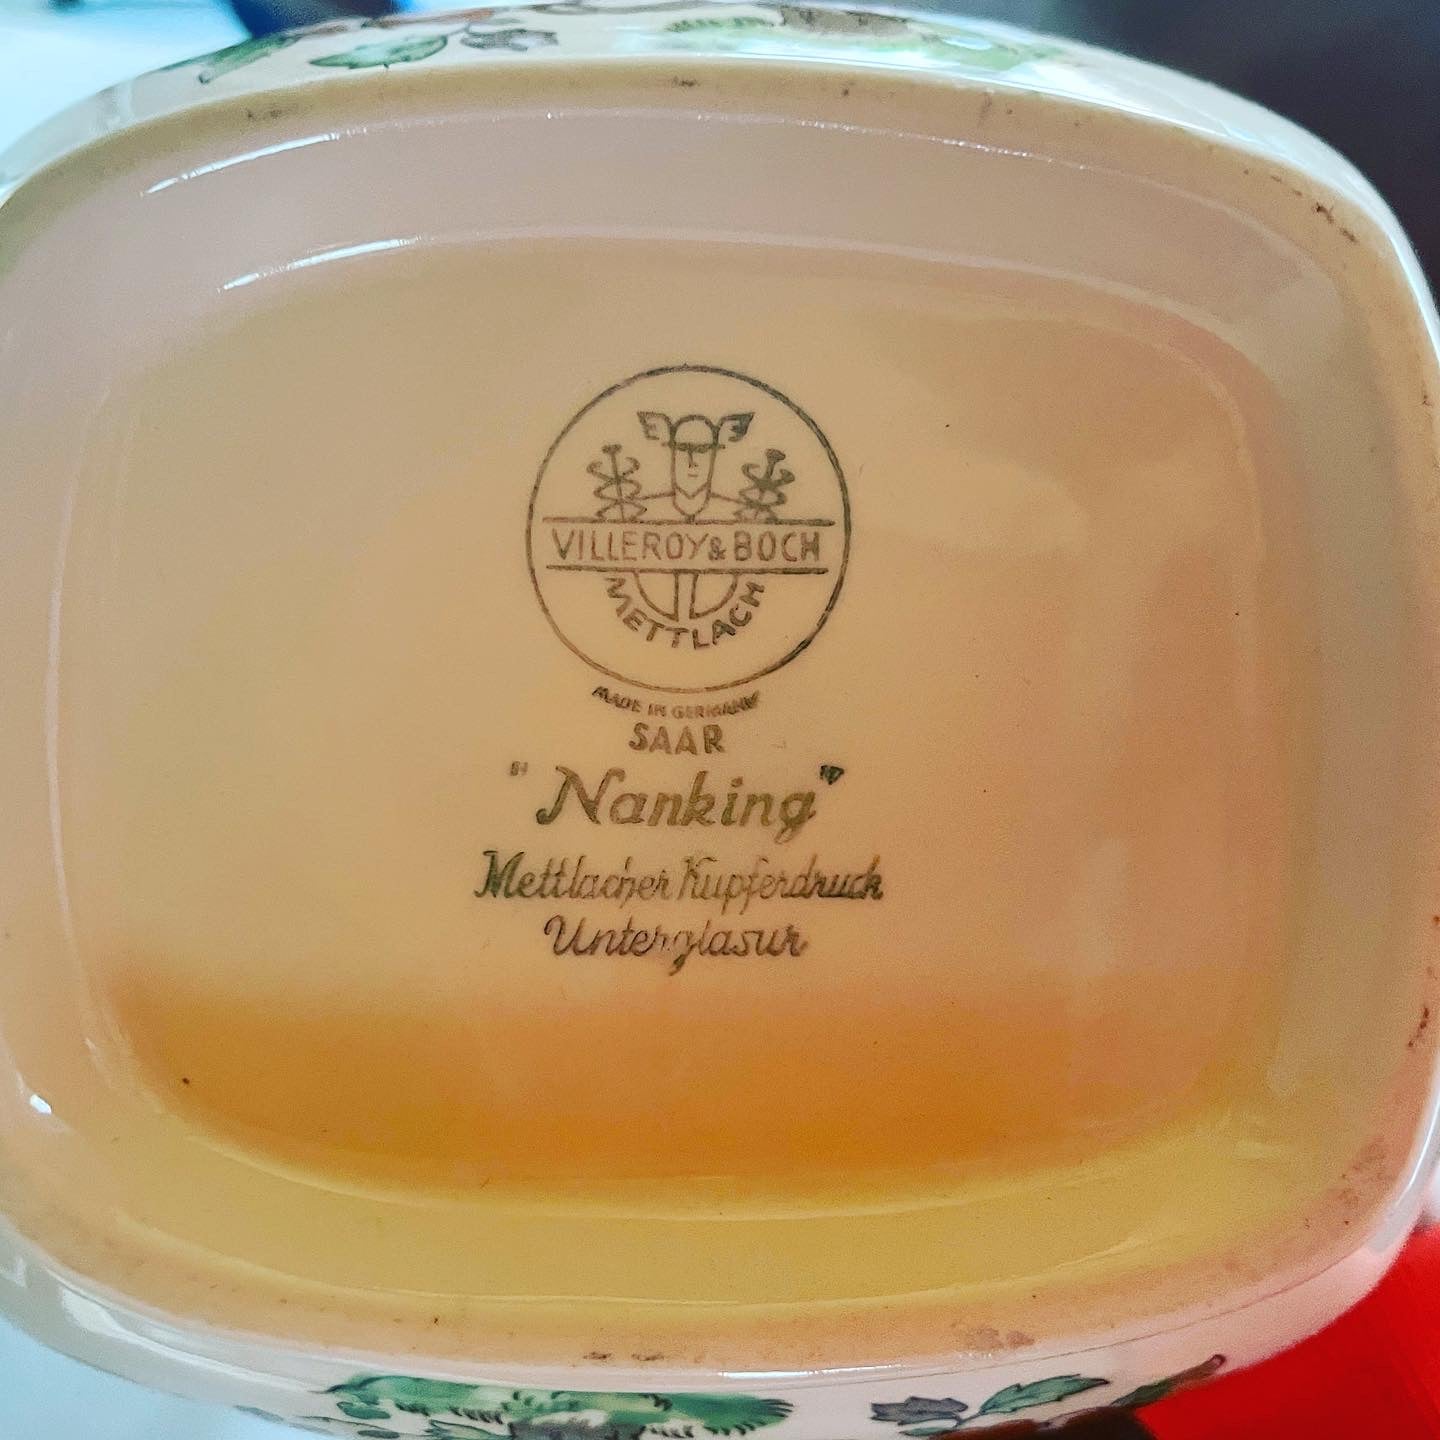 VILLEROY & BOCH
METTLACH
MADE IN GERMANY
SAAR
"Nanking"
Mettlacher Kupferdruck
Unterglasur